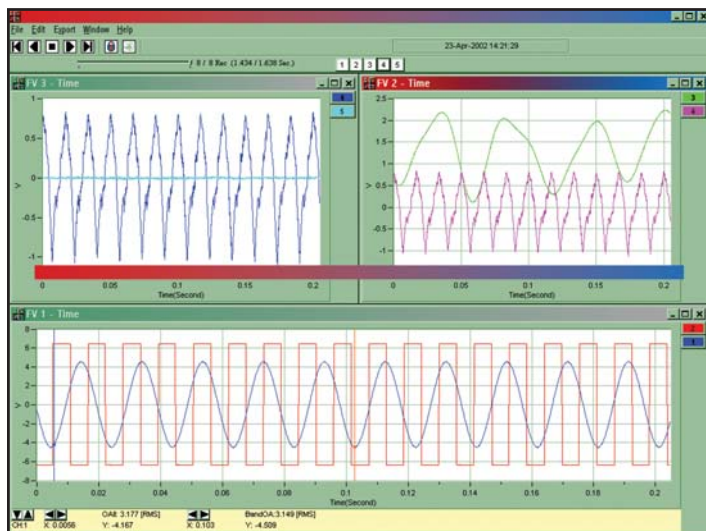 File Edit Export Window Help
23-Apr-2002 14:21:29
8 / 8 Rec (1.434 / 1.638 Sec.)
1 2 3 4 5
FV 3 - Time
1
0.5
0
-0.5
-1
V
0 0.05 0.1 0.15 0.2
Time(Second)
5
FV 2 - Time
3
2.5
2
1.5
1
0.5
0
-0.5
-1
V
0 0.05 0.1 0.15 0.2
Time(Second)
FV 1 - Time
2
1
8
6
4
2
0
-2
-4
-6
-8
V
0 0.02 0.04 0.06 0.08 0.1 0.12 0.14 0.16 0.18 0.2
Time(Second)
OAll: 3.177 [RMS] BandOA:3.149 [RMS]
CH:1 X: 0.0056 Y: -4.167 X: 0.103 Y: -4.509